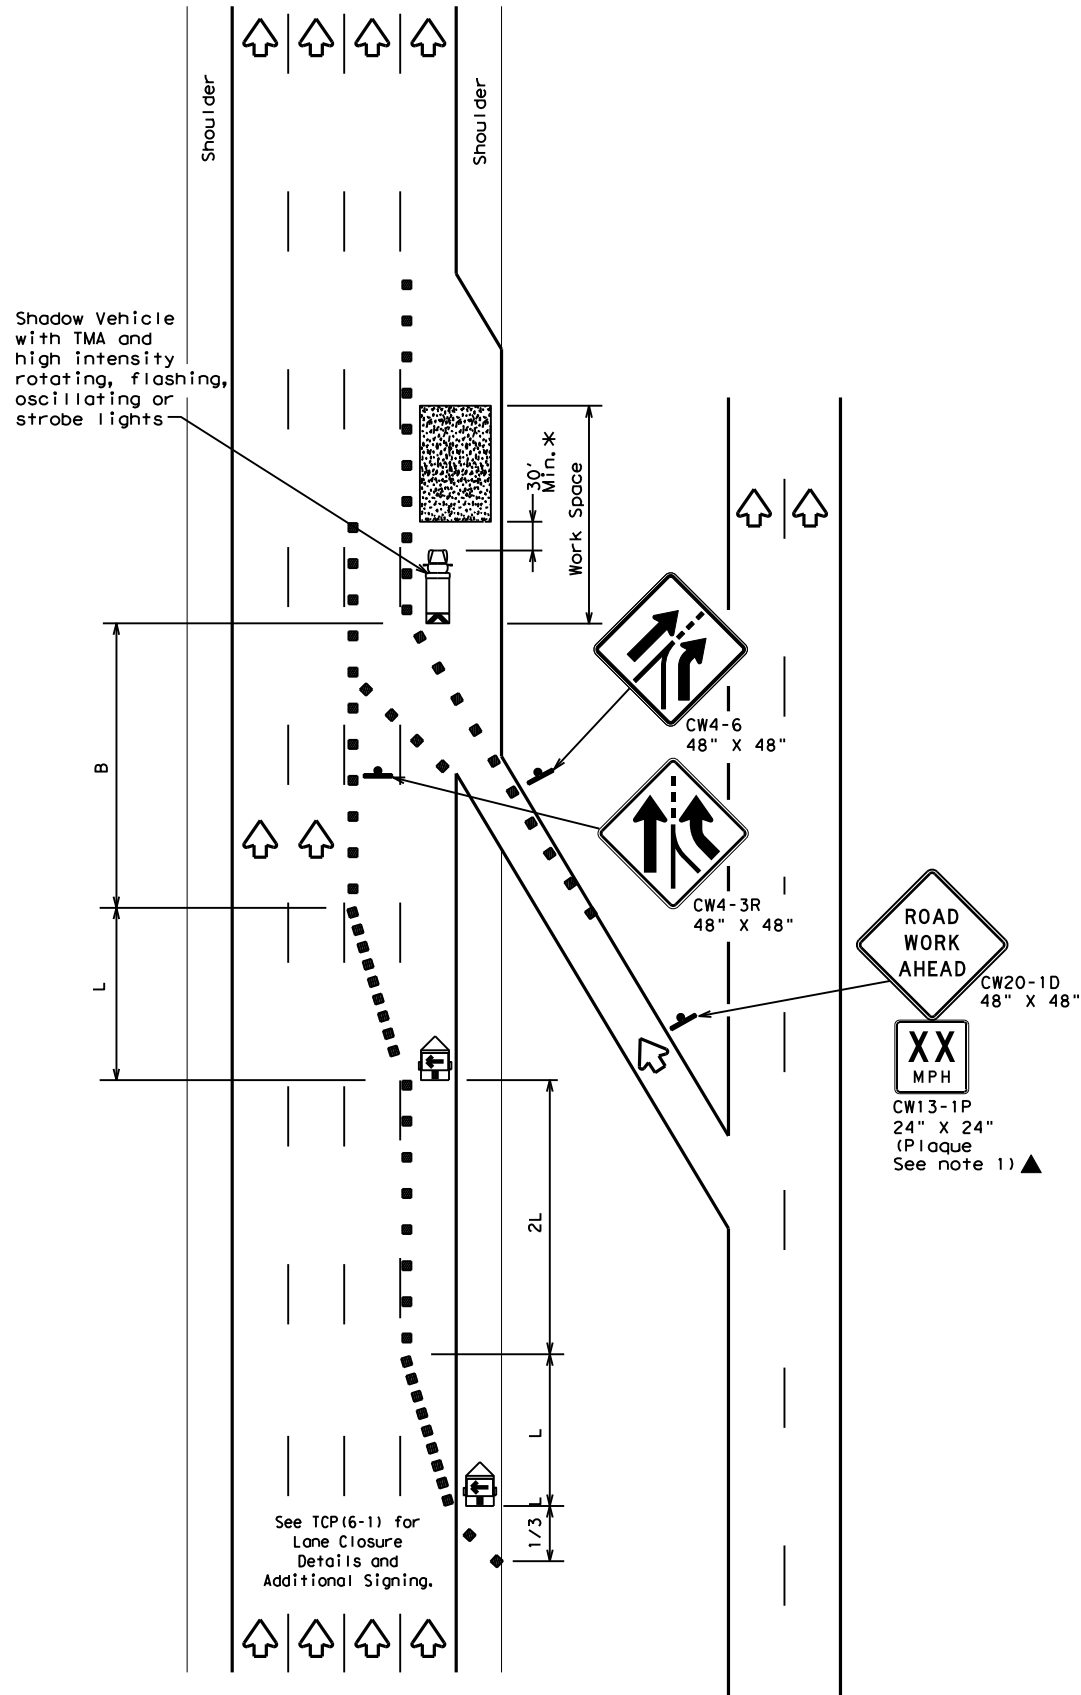 Shoulder
Shoulder
Shadow Vehicle
with TMA and
high intensity
rotating, flashing,
oscillating or
strobe lights
30'
Min.*
Work Space
CW4-6
48" X 48"
B
CW4-3R
48" X 48"
ROAD
WORK
AHEAD
CW20-1D
48" X 48"
L
XX
MPH
CW13-1P
24" X 24"
(Plaque
See note 1)
2L
L
1/3 L
See TCP(6-1) for
Lane Closure
Details and
Additional Signing.